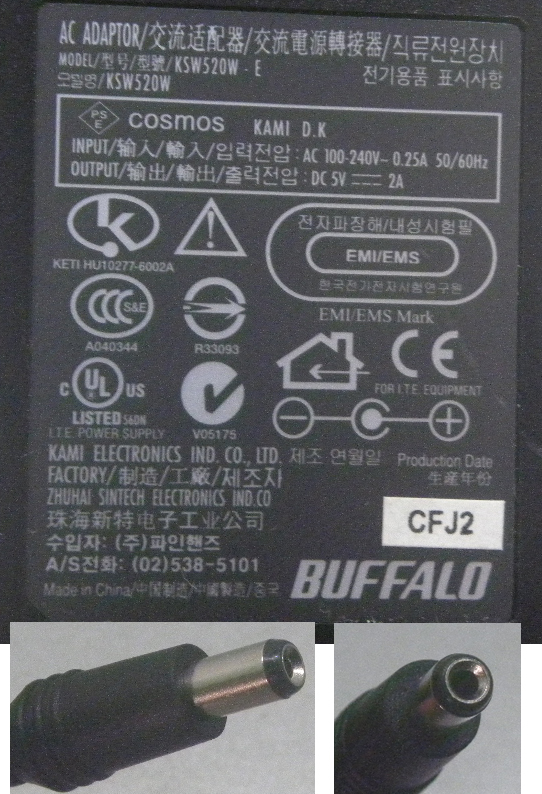 AC ADAPTOR/交流适配器/交流電源轉接器/직류전원장치
MODEL/型号/型號/ KSW520W - E
모델명/KSW520W
전기용품 표시사항
PS E
cosmos KAMI D.K
INPUT/输入/輸入/입력전압 : AC 100-240V~ 0.25A 50/60Hz
OUTPUT/输出/輸出/출력전압 : DC 5V 2A
KETI HU10277-6002A
전자파장해/내성시험필
EMI/EMS
한국전기전자시험연구원
EMI/EMS Mark
CCC S&E
A040344
R33093
CE
FOR I.T.E. EQUIPMENT
c UL US
LISTED 560N
I.T.E. POWER SUPPLY
V05175
KAMI ELECTRONICS IND. CO., LTD.
제조 연월일 Production Date
生産年份
FACTORY/制造/工廠/제조자
ZHUHAI SINTECH ELECTRONICS IND.CO
珠海新特电子工业公司
수입자: (주)파인핸즈
A/S전화: (02)538-5101
CFJ2
BUFFALO
Made in China/中国制造/中國製造/중국